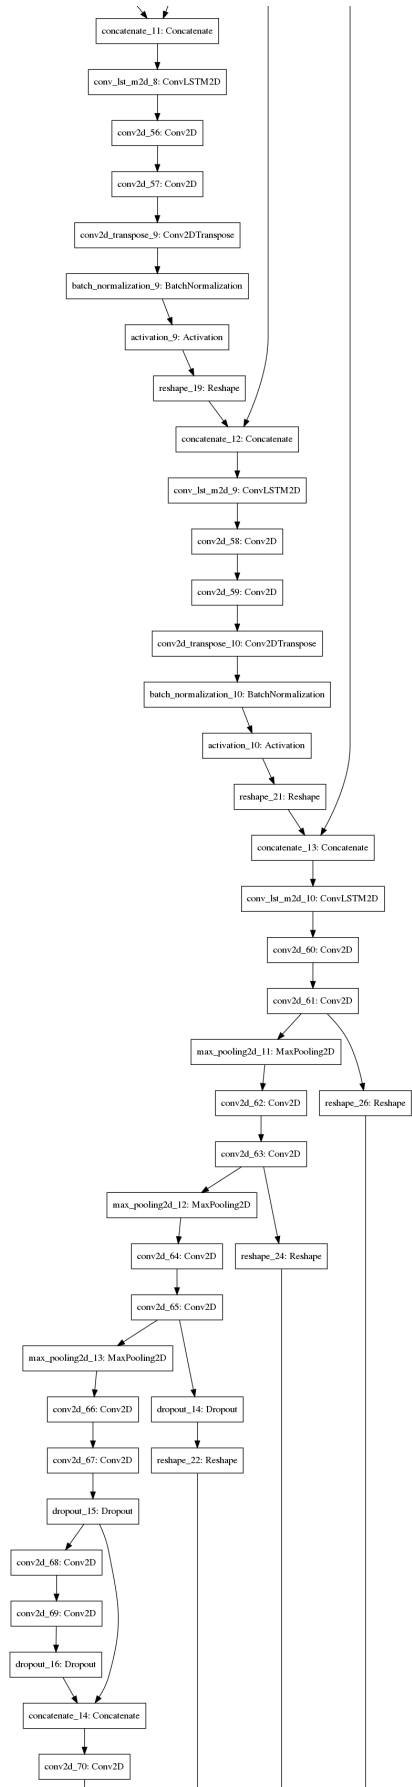 concatenate_11: Concatenate
conv_lst_m2d_8: ConvLSTM2D
conv2d_56: Conv2D
conv2d_57: Conv2D
conv2d_transpose_9: Conv2DTranspose
batch_normalization_9: BatchNormalization
activation_9: Activation
reshape_19: Reshape
concatenate_12: Concatenate
conv_lst_m2d_9: ConvLSTM2D
conv2d_58: Conv2D
conv2d_59: Conv2D
conv2d_transpose_10: Conv2DTranspose
batch_normalization_10: BatchNormalization
activation_10: Activation
reshape_21: Reshape
concatenate_13: Concatenate
conv_lst_m2d_10: ConvLSTM2D
conv2d_60: Conv2D
conv2d_61: Conv2D
max_pooling2d_11: MaxPooling2D
conv2d_62: Conv2D
reshape_26: Reshape
conv2d_63: Conv2D
max_pooling2d_12: MaxPooling2D
conv2d_64: Conv2D
reshape_24: Reshape
conv2d_65: Conv2D
max_pooling2d_13: MaxPooling2D
conv2d_66: Conv2D
dropout_14: Dropout
conv2d_67: Conv2D
reshape_22: Reshape
dropout_15: Dropout
conv2d_68: Conv2D
conv2d_69: Conv2D
dropout_16: Dropout
concatenate_14: Concatenate
conv2d_70: Conv2D